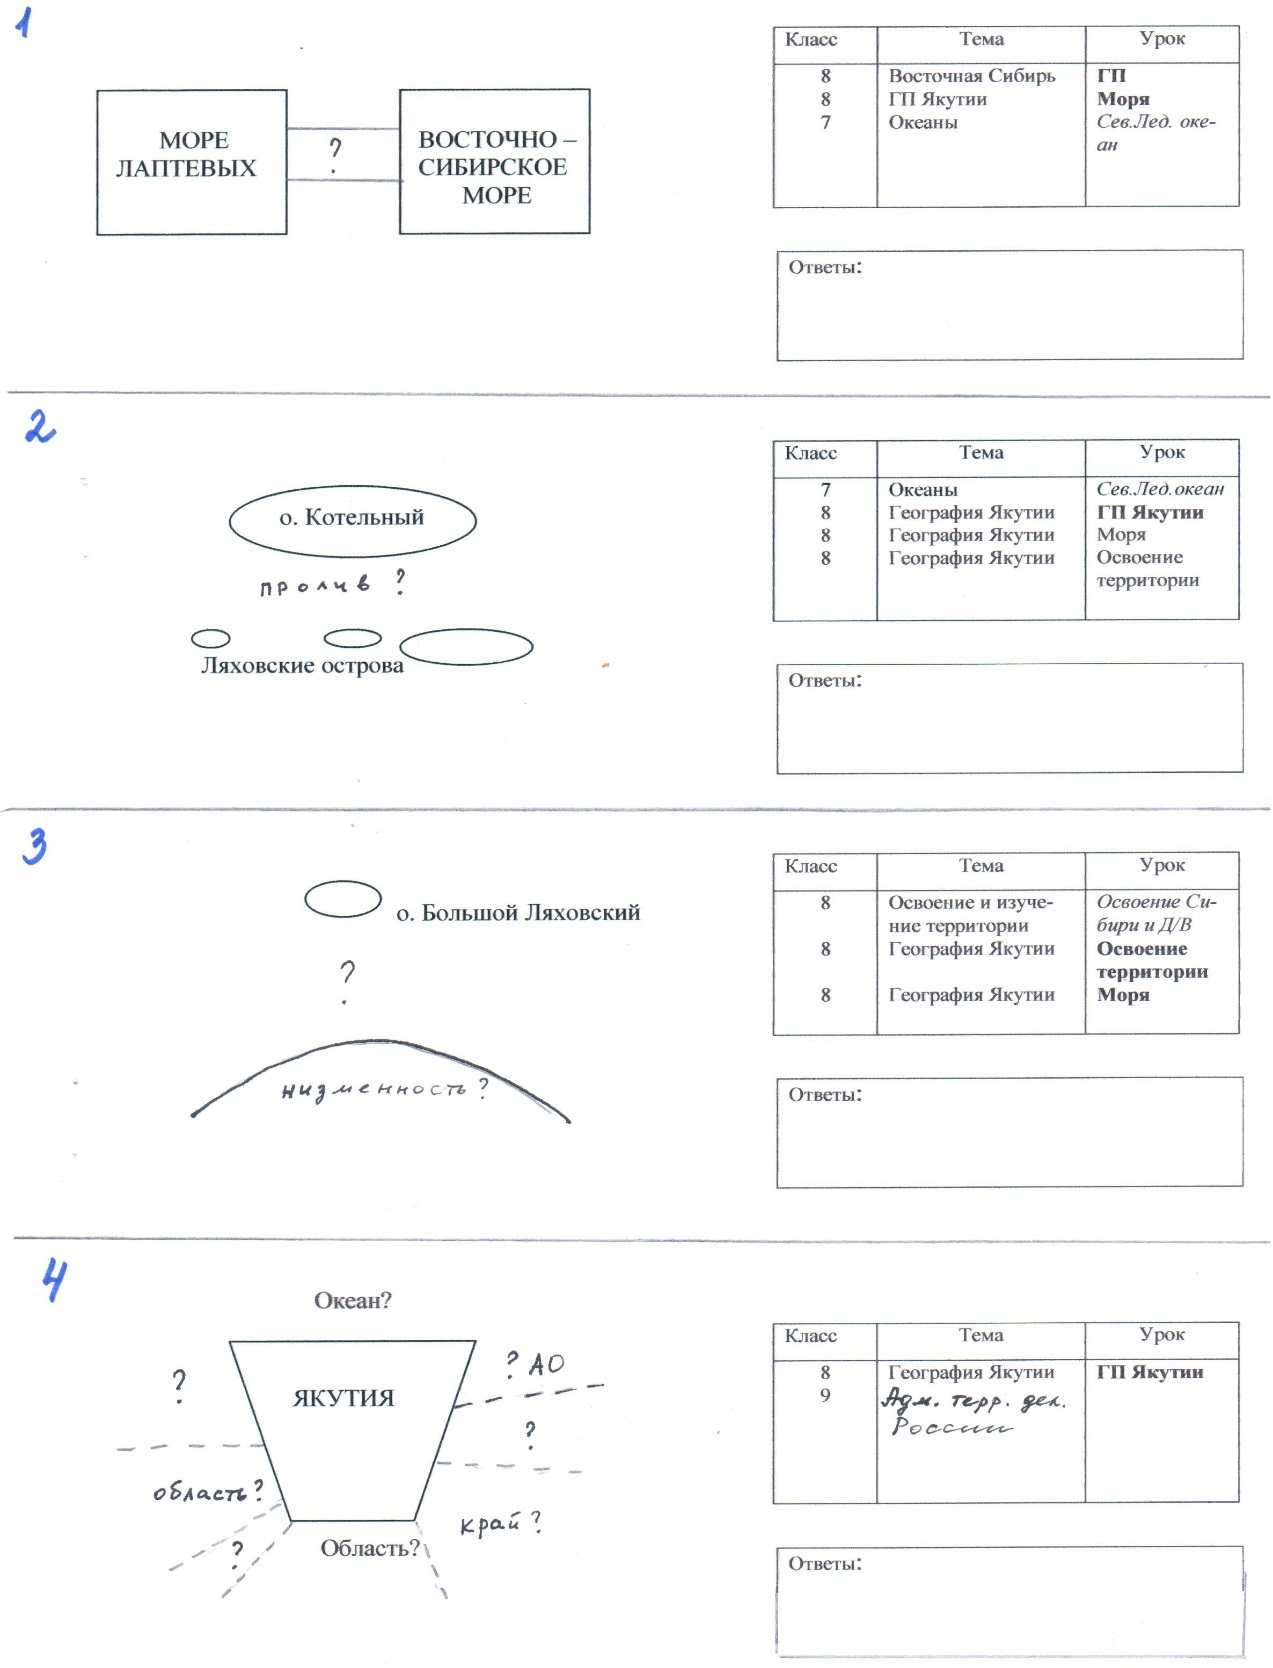 1
Класс Тема Урок
8 Восточная Сибирь ГП
8 ГП Якутии Моря
7 Океаны Сев.Лед. оке-
ан
МОРЕ
ЛАПТЕВЫХ
?
ВОСТОЧНО –
СИБИРСКОЕ
МОРЕ
Ответы:
2
Класс Тема Урок
7 Океаны Сев.Лед.океан
8 География Якутии ГП Якутии
8 География Якутии Моря
8 География Якутии Освоение
территории
о. Котельный
пролив ?
Ляховские острова
Ответы:
3
Класс Тема Урок
8 Освоение и изуче- Освоение Си-
ние территории бири и Д/В
8 География Якутии Освоение
территории
8 География Якутии Моря
о. Большой Ляховский
?
низменность ?
Ответы:
4
Океан?
Класс Тема Урок
8 География Якутии ГП Якутии
9 Адм. терр. дел.
России
?
ЯКУТИЯ
? АО
?
область?
край ?
?
Область?
Ответы: